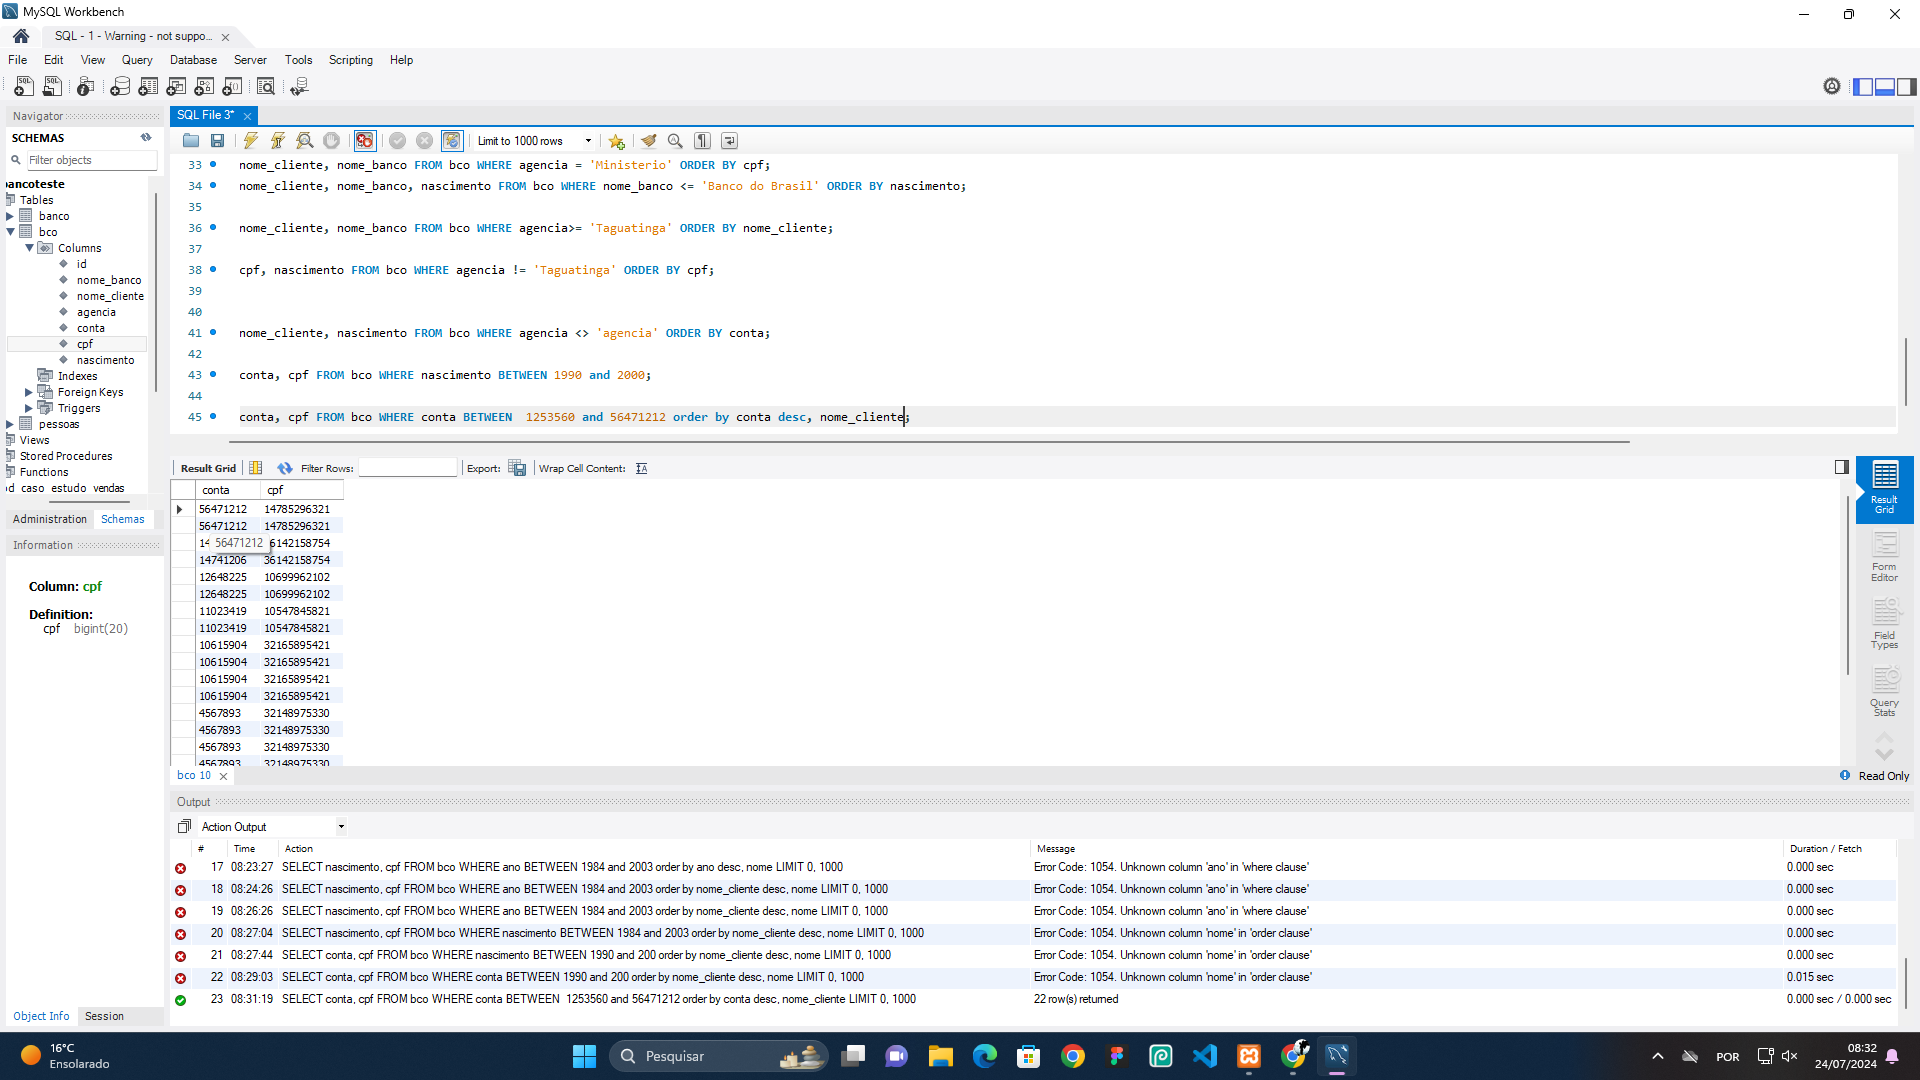 MySQL Workbench
SQL - 1 - Warning - not suppo...
File Edit View Query Database Server Tools Scripting Help
Navigator
SCHEMAS
Filter objects
bancoteste
Tables
banco
bco
Columns
id
nome_banco
nome_cliente
agencia
conta
cpf
nascimento
Indexes
Foreign Keys
Triggers
pessoas
Views
Stored Procedures
Functions
od_caso_estudo_vendas
Administration Schemas
Information
Column: cpf
Definition:
cpf bigint(20)
Object Info Session
SQL File 3*
Limit to 1000 rows
33 nome_cliente, nome_banco FROM bco WHERE agencia = 'Ministerio' ORDER BY cpf;
34 nome_cliente, nome_banco, nascimento FROM bco WHERE nome_banco <= 'Banco do Brasil' ORDER BY nascimento;
35
36 nome_cliente, nome_banco FROM bco WHERE agencia>= 'Taguatinga' ORDER BY nome_cliente;
37
38 cpf, nascimento FROM bco WHERE agencia != 'Taguatinga' ORDER BY cpf;
39
40
41 nome_cliente, nascimento FROM bco WHERE agencia <> 'agencia' ORDER BY conta;
42
43 conta, cpf FROM bco WHERE nascimento BETWEEN 1990 and 2000;
44
45 conta, cpf FROM bco WHERE conta BETWEEN  1253560 and 56471212 order by conta desc, nome_cliente;
Result Grid Filter Rows: Export: Wrap Cell Content:
conta cpf
56471212 14785296321
56471212 14785296321
14 56471212 6142158754
14741206 36142158754
12648225 10699962102
12648225 10699962102
11023419 10547845821
11023419 10547845821
10615904 32165895421
10615904 32165895421
10615904 32165895421
10615904 32165895421
4567893 32148975330
4567893 32148975330
4567893 32148975330
4567893 32148975330
Result
Grid
Form
Editor
Field
Types
Query
Stats
bco 10
Read Only
Output
Action Output
# Time Action Message Duration / Fetch
17 08:23:27 SELECT nascimento, cpf FROM bco WHERE ano BETWEEN 1984 and 2003 order by ano desc, nome LIMIT 0, 1000 Error Code: 1054. Unknown column 'ano' in 'where clause' 0.000 sec
18 08:24:26 SELECT nascimento, cpf FROM bco WHERE ano BETWEEN 1984 and 2003 order by nome_cliente desc, nome LIMIT 0, 1000 Error Code: 1054. Unknown column 'ano' in 'where clause' 0.000 sec
19 08:26:26 SELECT nascimento, cpf FROM bco WHERE ano BETWEEN 1984 and 2003 order by nome_cliente desc, nome LIMIT 0, 1000 Error Code: 1054. Unknown column 'ano' in 'where clause' 0.000 sec
20 08:27:04 SELECT nascimento, cpf FROM bco WHERE nascimento BETWEEN 1984 and 2003 order by nome_cliente desc, nome LIMIT 0, 1000 Error Code: 1054. Unknown column 'nome' in 'order clause' 0.000 sec
21 08:27:44 SELECT conta, cpf FROM bco WHERE nascimento BETWEEN 1990 and 200 order by nome_cliente desc, nome LIMIT 0, 1000 Error Code: 1054. Unknown column 'nome' in 'order clause' 0.000 sec
22 08:29:03 SELECT conta, cpf FROM bco WHERE conta BETWEEN 1990 and 200 order by nome_cliente desc, nome LIMIT 0, 1000 Error Code: 1054. Unknown column 'nome' in 'order clause' 0.015 sec
23 08:31:19 SELECT conta, cpf FROM bco WHERE conta BETWEEN  1253560 and 56471212 order by conta desc, nome_cliente LIMIT 0, 1000 22 row(s) returned 0.000 sec / 0.000 sec
16°C
Ensolarado
Pesquisar
POR
08:32
24/07/2024